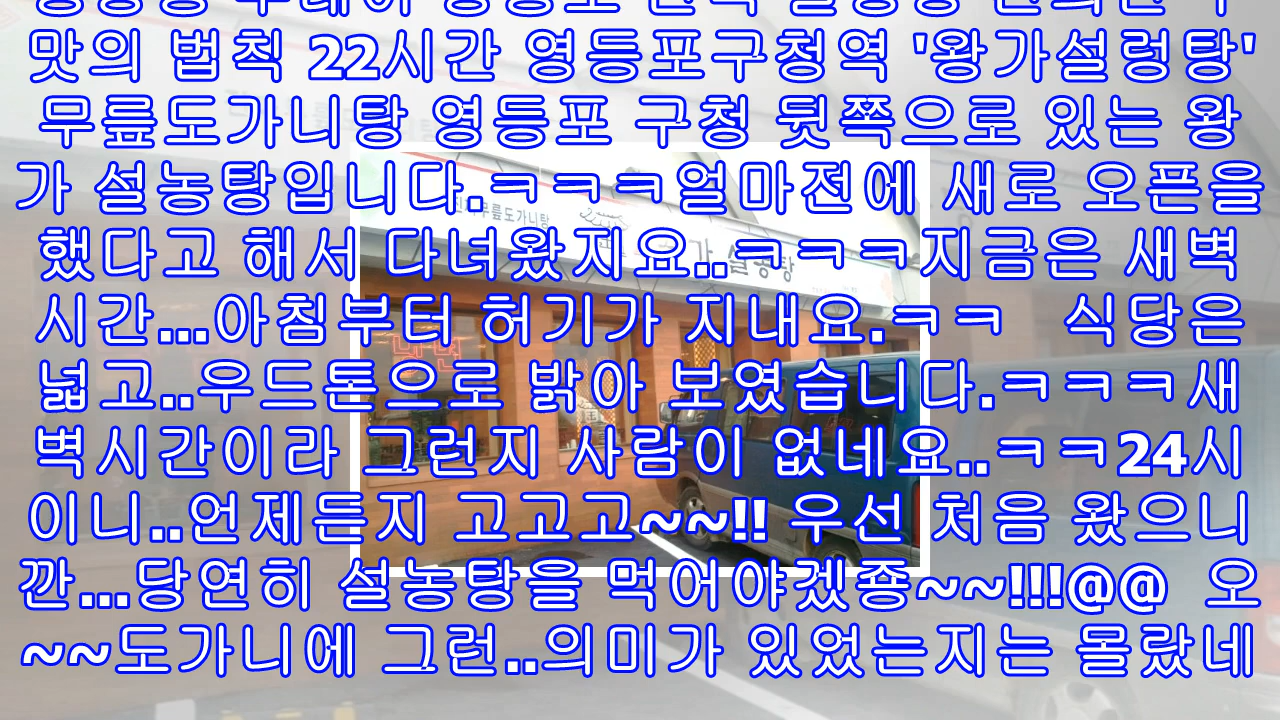 맛의 법칙 22시간 영등포구청역 '왕가설렁탕'
무릎도가니탕 영등포 구청 뒷쪽으로 있는 왕
가 설농탕입니다.ㅋㅋㅋ얼마전에 새로 오픈을
했다고 해서 다녀왔지요..ㅋㅋㅋ지금은 새벽
시간...아침부터 허기가 지내요.ㅋㅋ 식당은
넓고..우드톤으로 밝아 보였습니다.ㅋㅋㅋ새
벽시간이라 그런지 사람이 없네요..ㅋㅋ24시
이니..언제든지 고고고~~!! 우선 처음 왔으니
깐...당연히 설농탕을 먹어야겠죵~~!!!@@ 오
~~도가니에 그런..의미가 있었는지는 몰랐네
무릎도가니탕